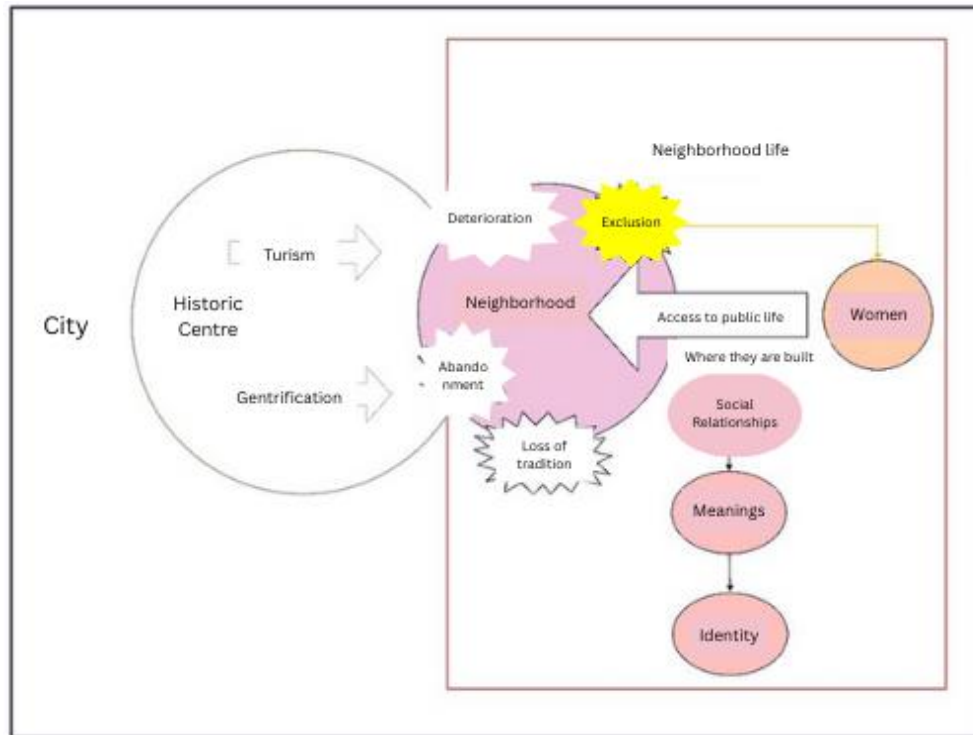 Neighborhood life
Deterioration
Exclusion
Turism
Historic
Centre
City
Neighborhood
Access to public life
Women
Where they are built
Abando
nment
Gentrification
Social
Relationships
Loss of
tradition
Meanings
Identity